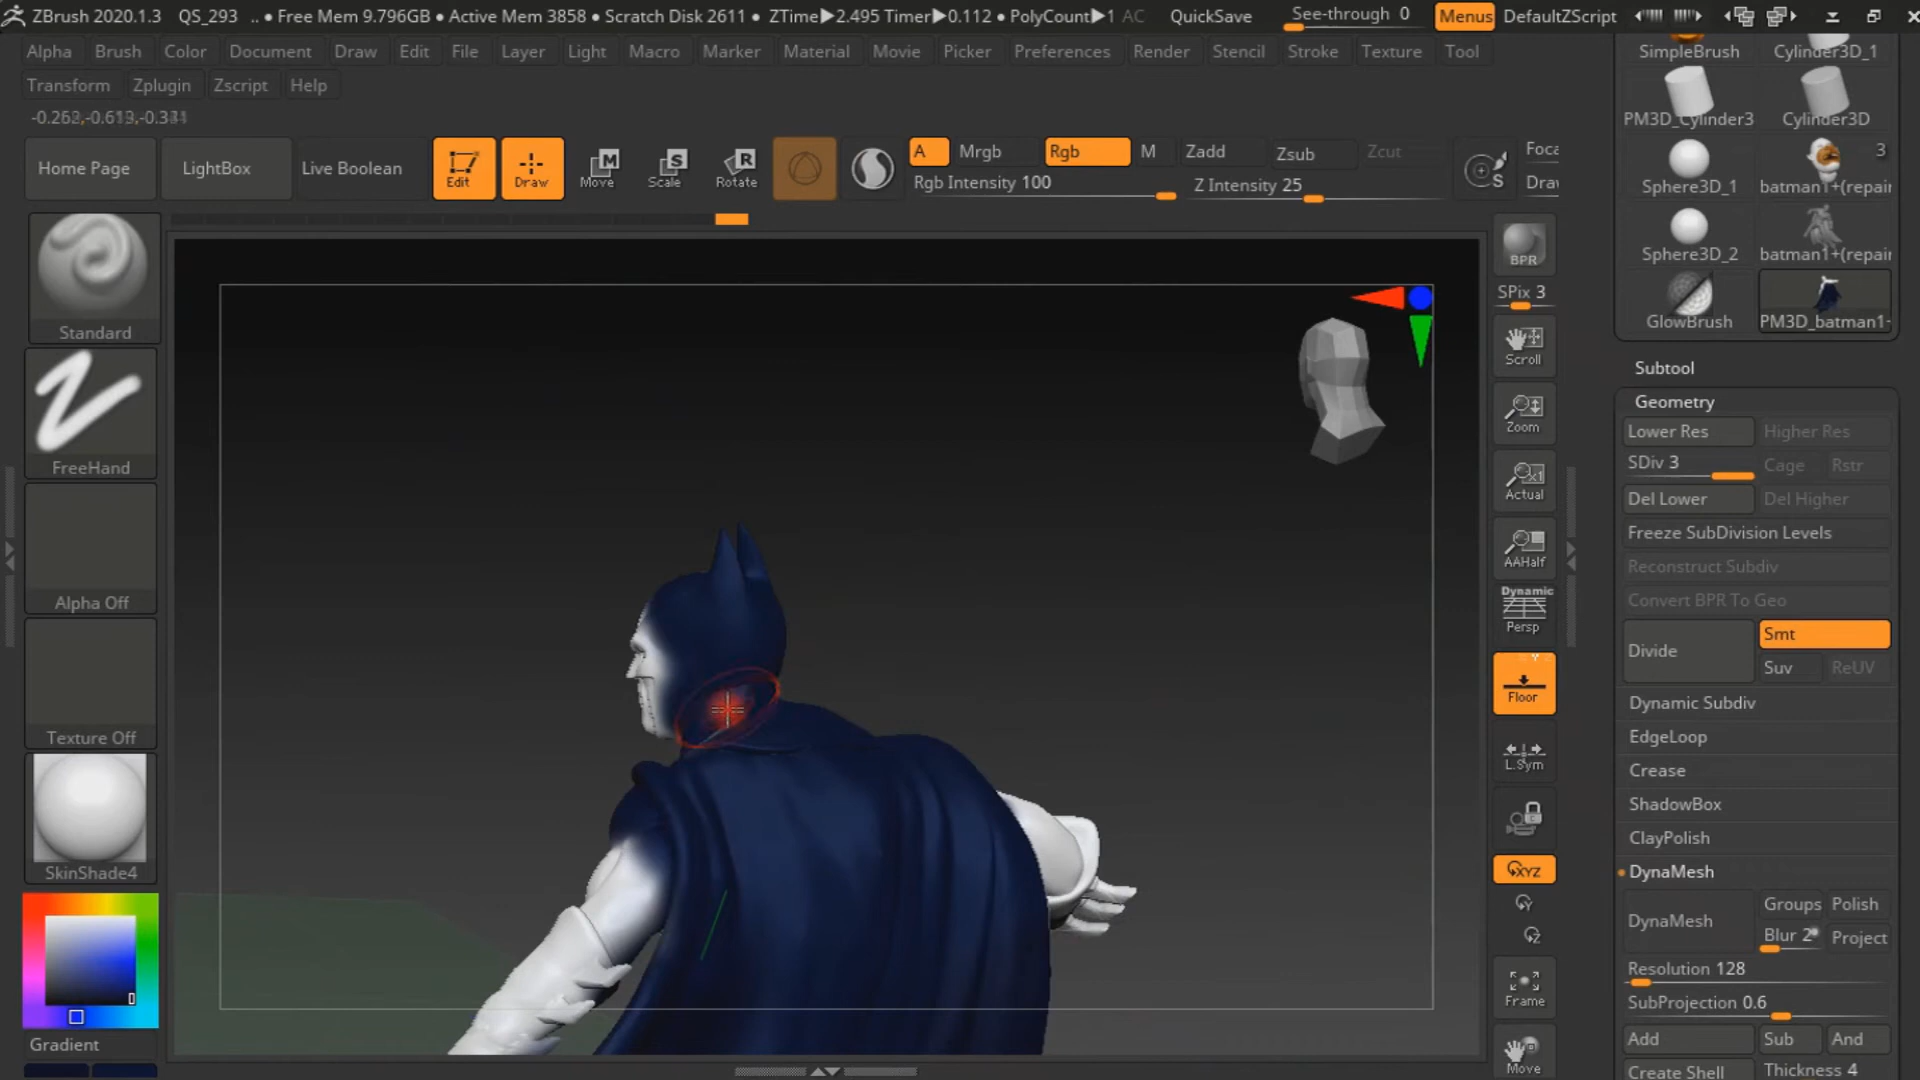 ZBrush 2020.1.3 QS_293 .. • Free Mem 9.796GB • Active Mem 3858 • Scratch Disk 2611 • ZTime▶2.495 Timer▶0.112 • PolyCount▶1 AC QuickSave See-through 0 Menus DefaultZScript
Alpha Brush Color Document Draw Edit File Layer Light Macro Marker Material Movie Picker Preferences Render Stencil Stroke Texture Tool
Transform Zplugin Zscript Help
Home Page LightBox Live Boolean Edit Draw Move Scale Rotate
A Mrgb Rgb M Zadd Zsub Zcut Foca
Rgb Intensity 100 Z Intensity 25 Drav
Standard
FreeHand
Alpha Off
Texture Off
SkinShade4
Gradient
BPR
SPix 3
Scroll
Zoom
Actual
AAHalf
Dynamic
Persp
Floor
L.Sym
XYZ
Frame
Move
SimpleBrush Cylinder3D_1
PM3D_Cylinder3 Cylinder3D
3
Sphere3D_1 batman1+(repair
Sphere3D_2 batman1+(repair
GlowBrush PM3D_batman1-
Subtool
Geometry
Lower Res Higher Res
SDiv 3 Cage Rstr
Del Lower Del Higher
Freeze SubDivision Levels
Reconstruct Subdiv
Convert BPR To Geo
Divide Smt
Suv ReUV
Dynamic Subdiv
EdgeLoop
Crease
ShadowBox
ClayPolish
DynaMesh
DynaMesh Groups Polish
Blur 2 Project
Resolution 128
SubProjection 0.6
Add Sub And
Create Shell Thickness 4